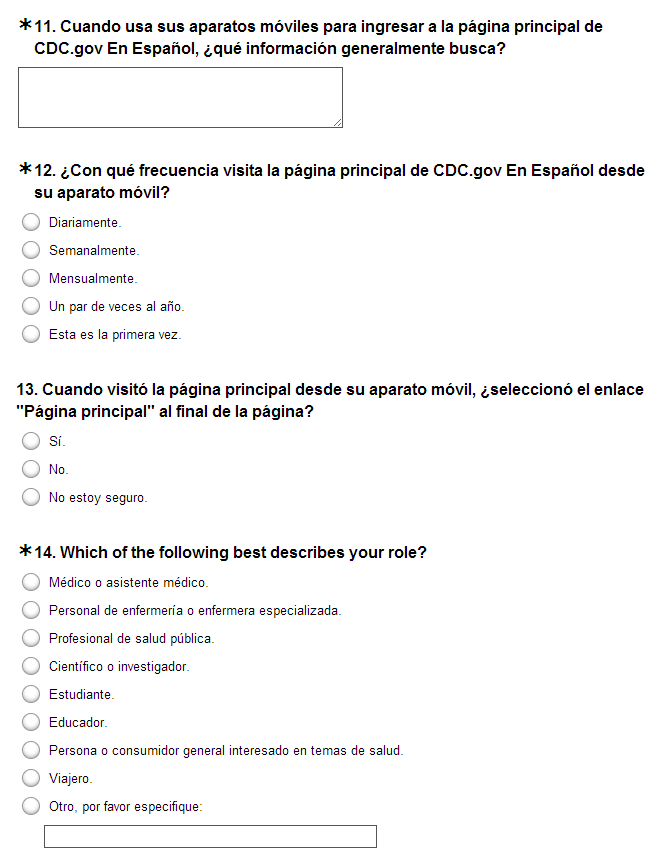 *11. Cuando usa sus aparatos móviles para ingresar a la página principal de
CDC.gov En Español, ¿qué información generalmente busca?
*12. ¿Con qué frecuencia visita la página principal de CDC.gov En Español desde
su aparato móvil?
Diariamente.
Semanalmente.
Mensualmente.
Un par de veces al año.
Esta es la primera vez.
13. Cuando visitó la página principal desde su aparato móvil, ¿seleccionó el enlace
"Página principal" al final de la página?
Sí.
No.
No estoy seguro.
*14. Which of the following best describes your role?
Médico o asistente médico.
Personal de enfermería o enfermera especializada.
Profesional de salud pública.
Científico o investigador.
Estudiante.
Educador.
Persona o consumidor general interesado en temas de salud.
Viajero.
Otro, por favor especifique: